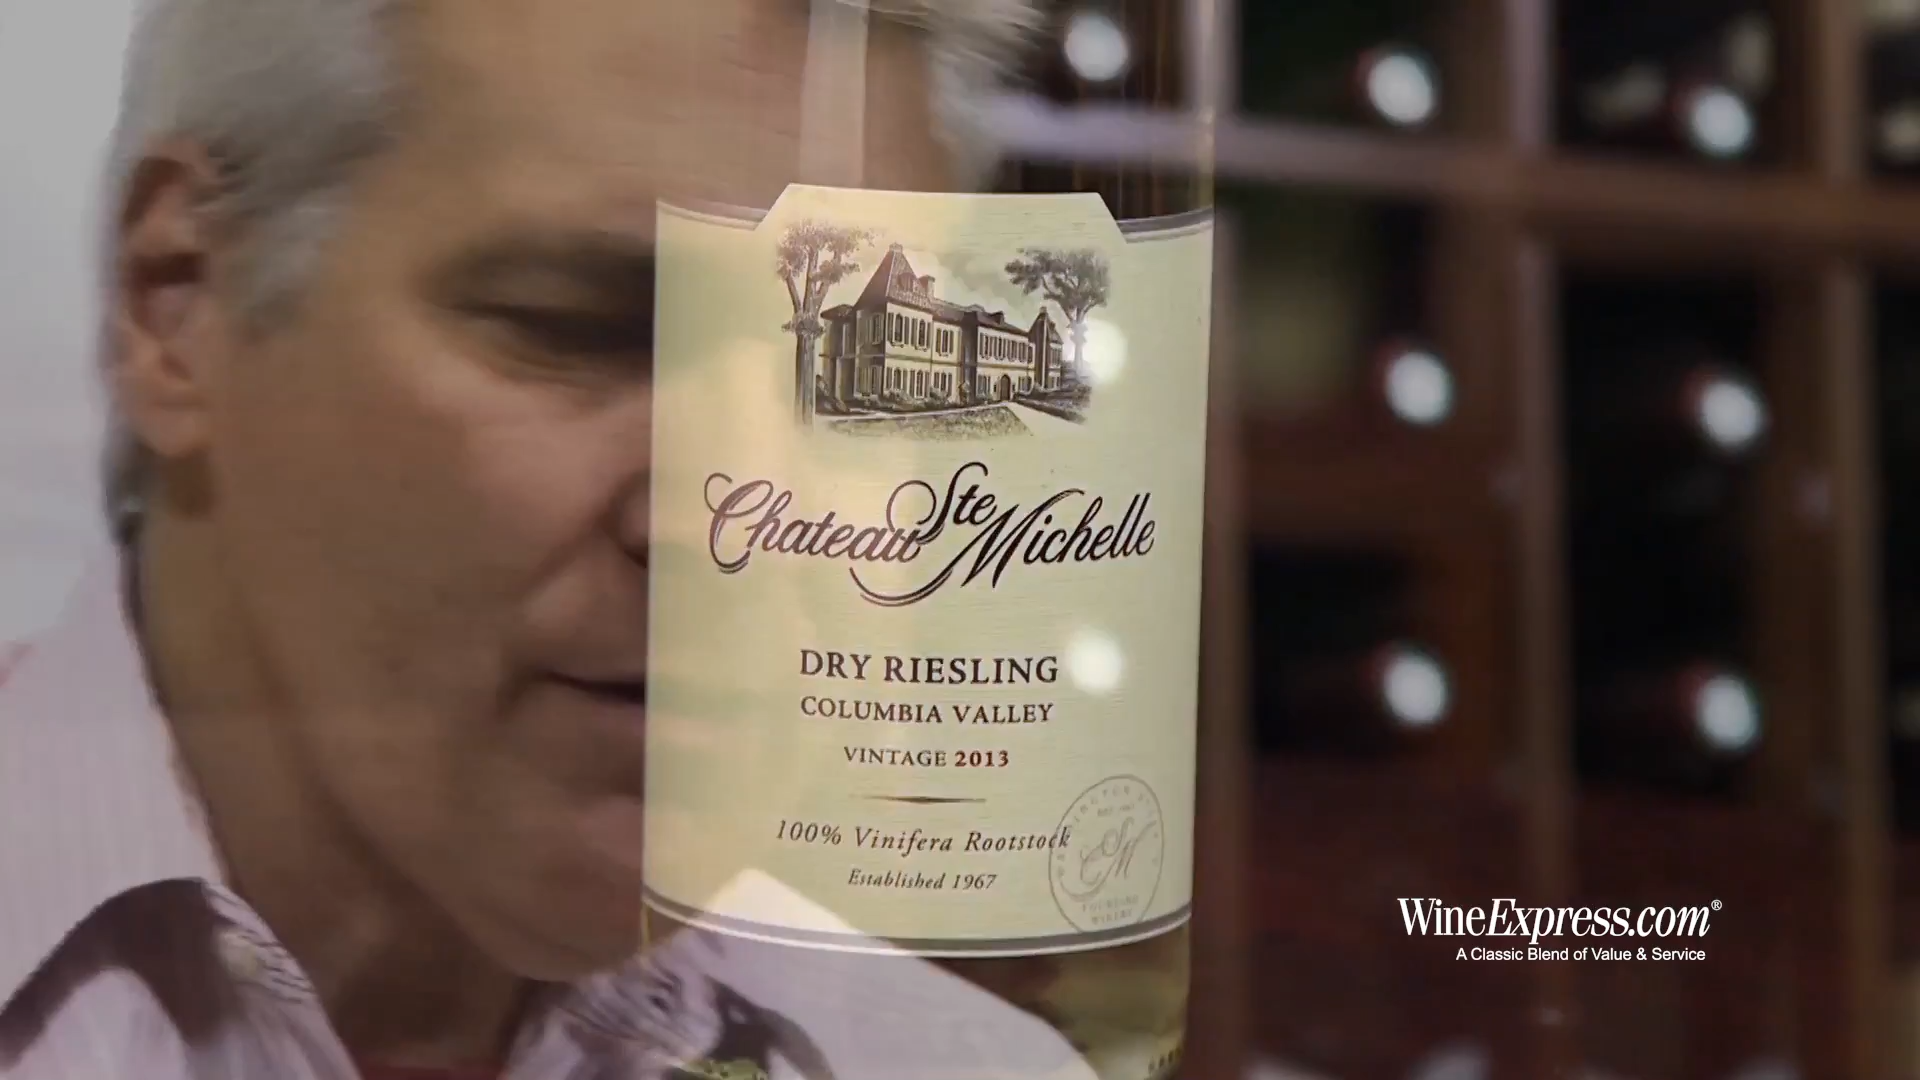 Chateau Ste Michelle
DRY RIESLING
COLUMBIA VALLEY
VINTAGE 2013
100% Vinifera Rootstock
Established 1967
WineExpress.com®
A Classic Blend of Value & Service